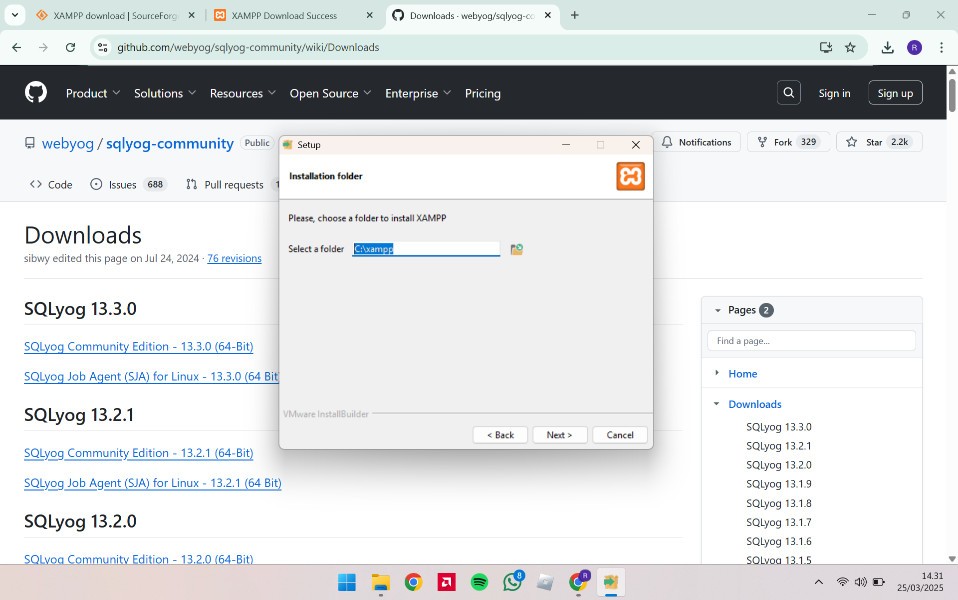 XAMPP download | SourceForg
XAMPP Download Success
Downloads · webyog/sqlyog-co
github.com/webyog/sqlyog-community/wiki/Downloads
R
Product
Solutions
Resources
Open Source
Enterprise
Pricing
Sign in
Sign up
webyog / sqlyog-community
Public
Notifications
Fork 329
Star 2.2k
Code
Issues 688
Pull requests 1
Setup
Installation folder
Please, choose a folder to install XAMPP
Select a folder
C:\xampp
VMware InstallBuilder
< Back
Next >
Cancel
Downloads
sibwy edited this page on Jul 24, 2024 · 76 revisions
SQLyog 13.3.0
SQLyog Community Edition - 13.3.0 (64-Bit)
SQLyog Job Agent (SJA) for Linux - 13.3.0 (64 Bit
SQLyog 13.2.1
SQLyog Community Edition - 13.2.1 (64-Bit)
SQLyog Job Agent (SJA) for Linux - 13.2.1 (64 Bit)
SQLyog 13.2.0
SQLyog Community Edition - 13.2.0 (64-Bit)
Pages 2
Find a page...
Home
Downloads
SQLyog 13.3.0
SQLyog 13.2.1
SQLyog 13.2.0
SQLyog 13.1.9
SQLyog 13.1.8
SQLyog 13.1.7
SQLyog 13.1.6
SQLyog 13.1.5
8
R
14.31
25/03/2025